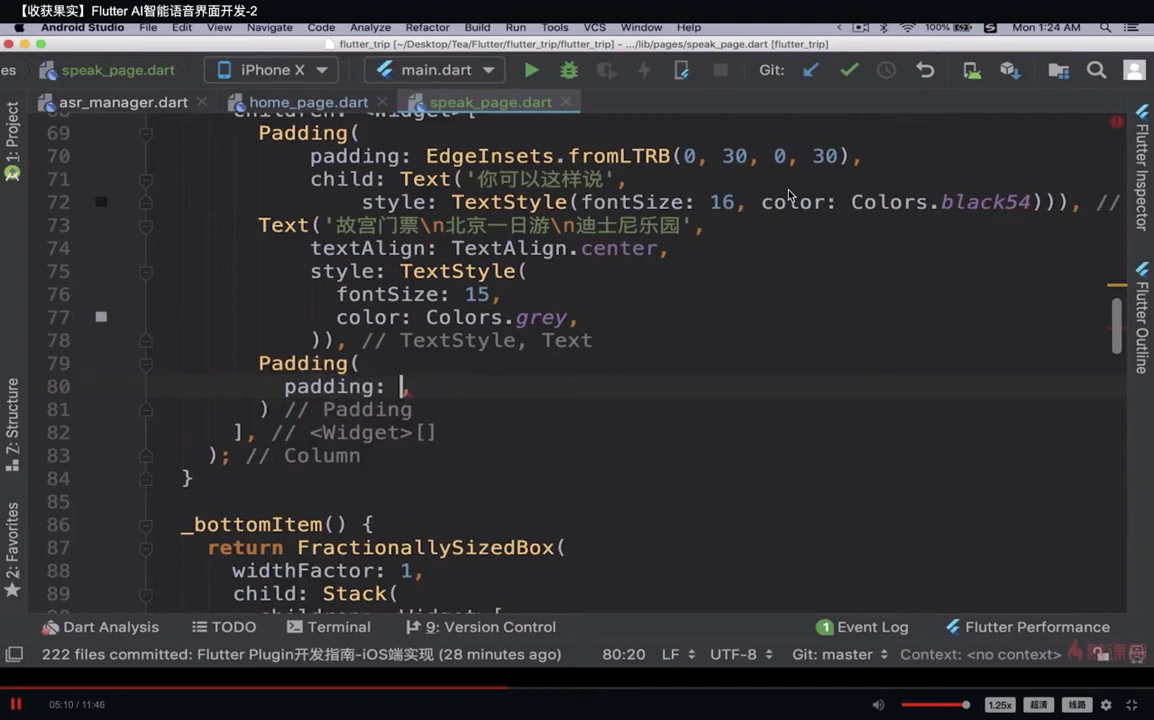 【收获果实】Flutter AI智能语音界面开发-2
Android Studio File Edit View Navigate Code Analyze Refactor Build Run Tools VCS Window Help 100% Mon 1:24 AM
flutter_trip [~/Desktop/Tea/Flutter/flutter_trip/flutter_trip] - .../lib/pages/speak_page.dart [flutter_trip]
es speak_page.dart iPhone X main.dart Git:
asr_manager.dart home_page.dart speak_page.dart
children: <Widget>[
69 Padding(
70 padding: EdgeInsets.fromLTRB(0, 30, 0, 30),
71 child: Text('你可以这样说',
72 style: TextStyle(fontSize: 16, color: Colors.black54))), //
73 Text('故宫门票\n北京一日游\n迪士尼乐园',
74 textAlign: TextAlign.center,
75 style: TextStyle(
76 fontSize: 15,
77 color: Colors.grey,
78 )), // TextStyle, Text
79 Padding(
80 padding: ,
81 ) // Padding
82 ], // <Widget>[]
83 ); // Column
84 }
85
86 _bottomItem() {
87 return FractionallySizedBox(
88 widthFactor: 1,
89 child: Stack(
1: Project
Z: Structure
2: Favorites
Flutter Inspector
Flutter Outline
Dart Analysis TODO Terminal 9: Version Control 1 Event Log Flutter Performance
222 files committed: Flutter Plugin开发指南-iOS端实现 (28 minutes ago) 80:20 LF UTF-8 Git: master Context: <no context>
05:10 / 11:46 1.25x 超清 线路